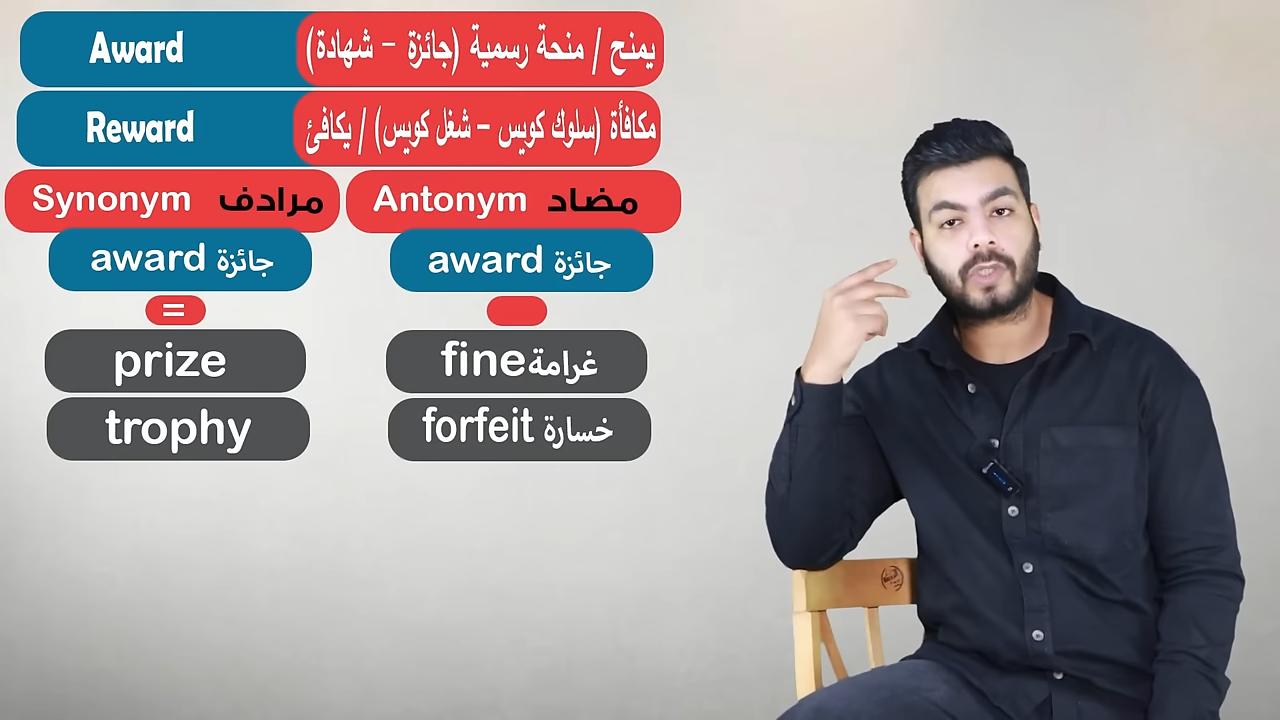 Award يمنح / منحة رسمية (جائزة - شهادة)
Reward مكافأة (سلوك كويس – شغل كويس) / يكافئ
Synonym مرادف
Antonym مضاد
award جائزة
award جائزة
=
prize
fine غرامة
trophy
forfeit خسارة